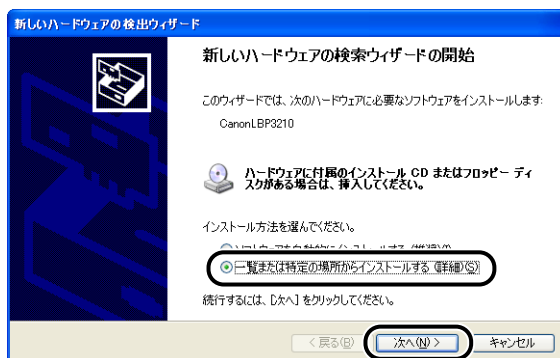 新しいハードウェアの検出ウィザード
新しいハードウェアの検索ウィザードの開始
このウィザードでは、次のハードウェアに必要なソフトウェアをインストールします:
CanonLBP3210
ハードウェアに付属のインストール CD またはフロッピー ディ
スクがある場合は、挿入してください。
インストール方法を選んでください。
一覧または特定の場所からインストールする (詳細)(S)
続行するには、[次へ] をクリックしてください。
< 戻る(B) 次へ(N) > キャンセル